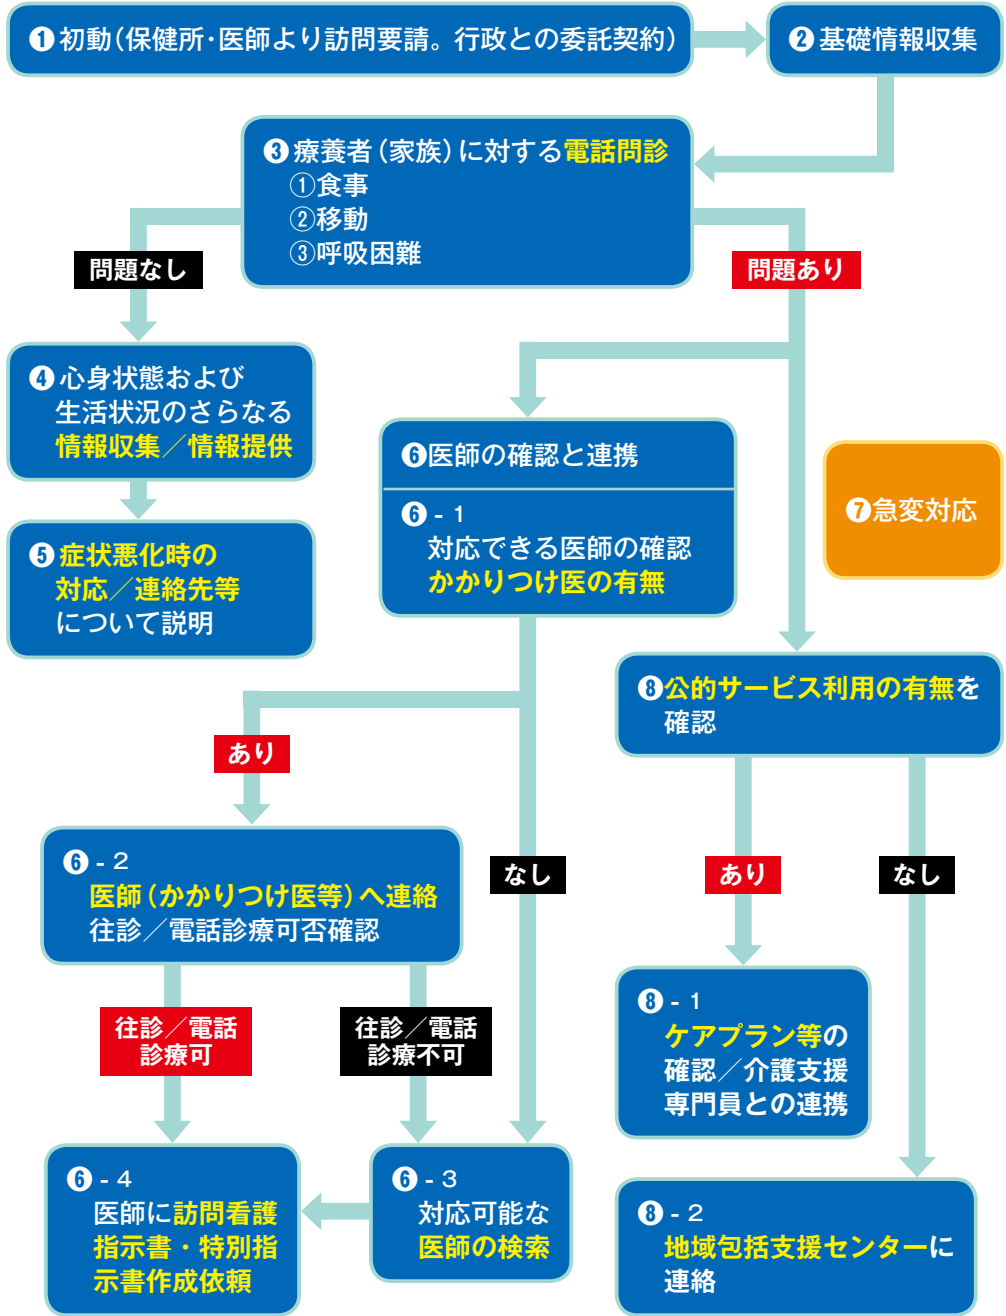 ❶初動(保健所・医師より訪問要請。行政との委託契約)
❷基礎情報収集
❸療養者(家族)に対する電話問診
①食事
②移動
③呼吸困難
問題なし
問題あり
❹心身状態および
生活状況のさらなる
情報収集／情報提供
❺症状悪化時の
対応／連絡先等
について説明
❻医師の確認と連携
❻-1
対応できる医師の確認
かかりつけ医の有無
❼急変対応
❽公的サービス利用の有無を
確認
あり
なし
❻-2
医師(かかりつけ医等)へ連絡
往診／電話診療可否確認
往診／電話
診療可
往診／電話
診療不可
❻-4
医師に訪問看護
指示書・特別指
示書作成依頼
❻-3
対応可能な
医師の検索
あり
なし
❽-1
ケアプラン等の
確認／介護支援
専門員との連携
❽-2
地域包括支援センターに
連絡